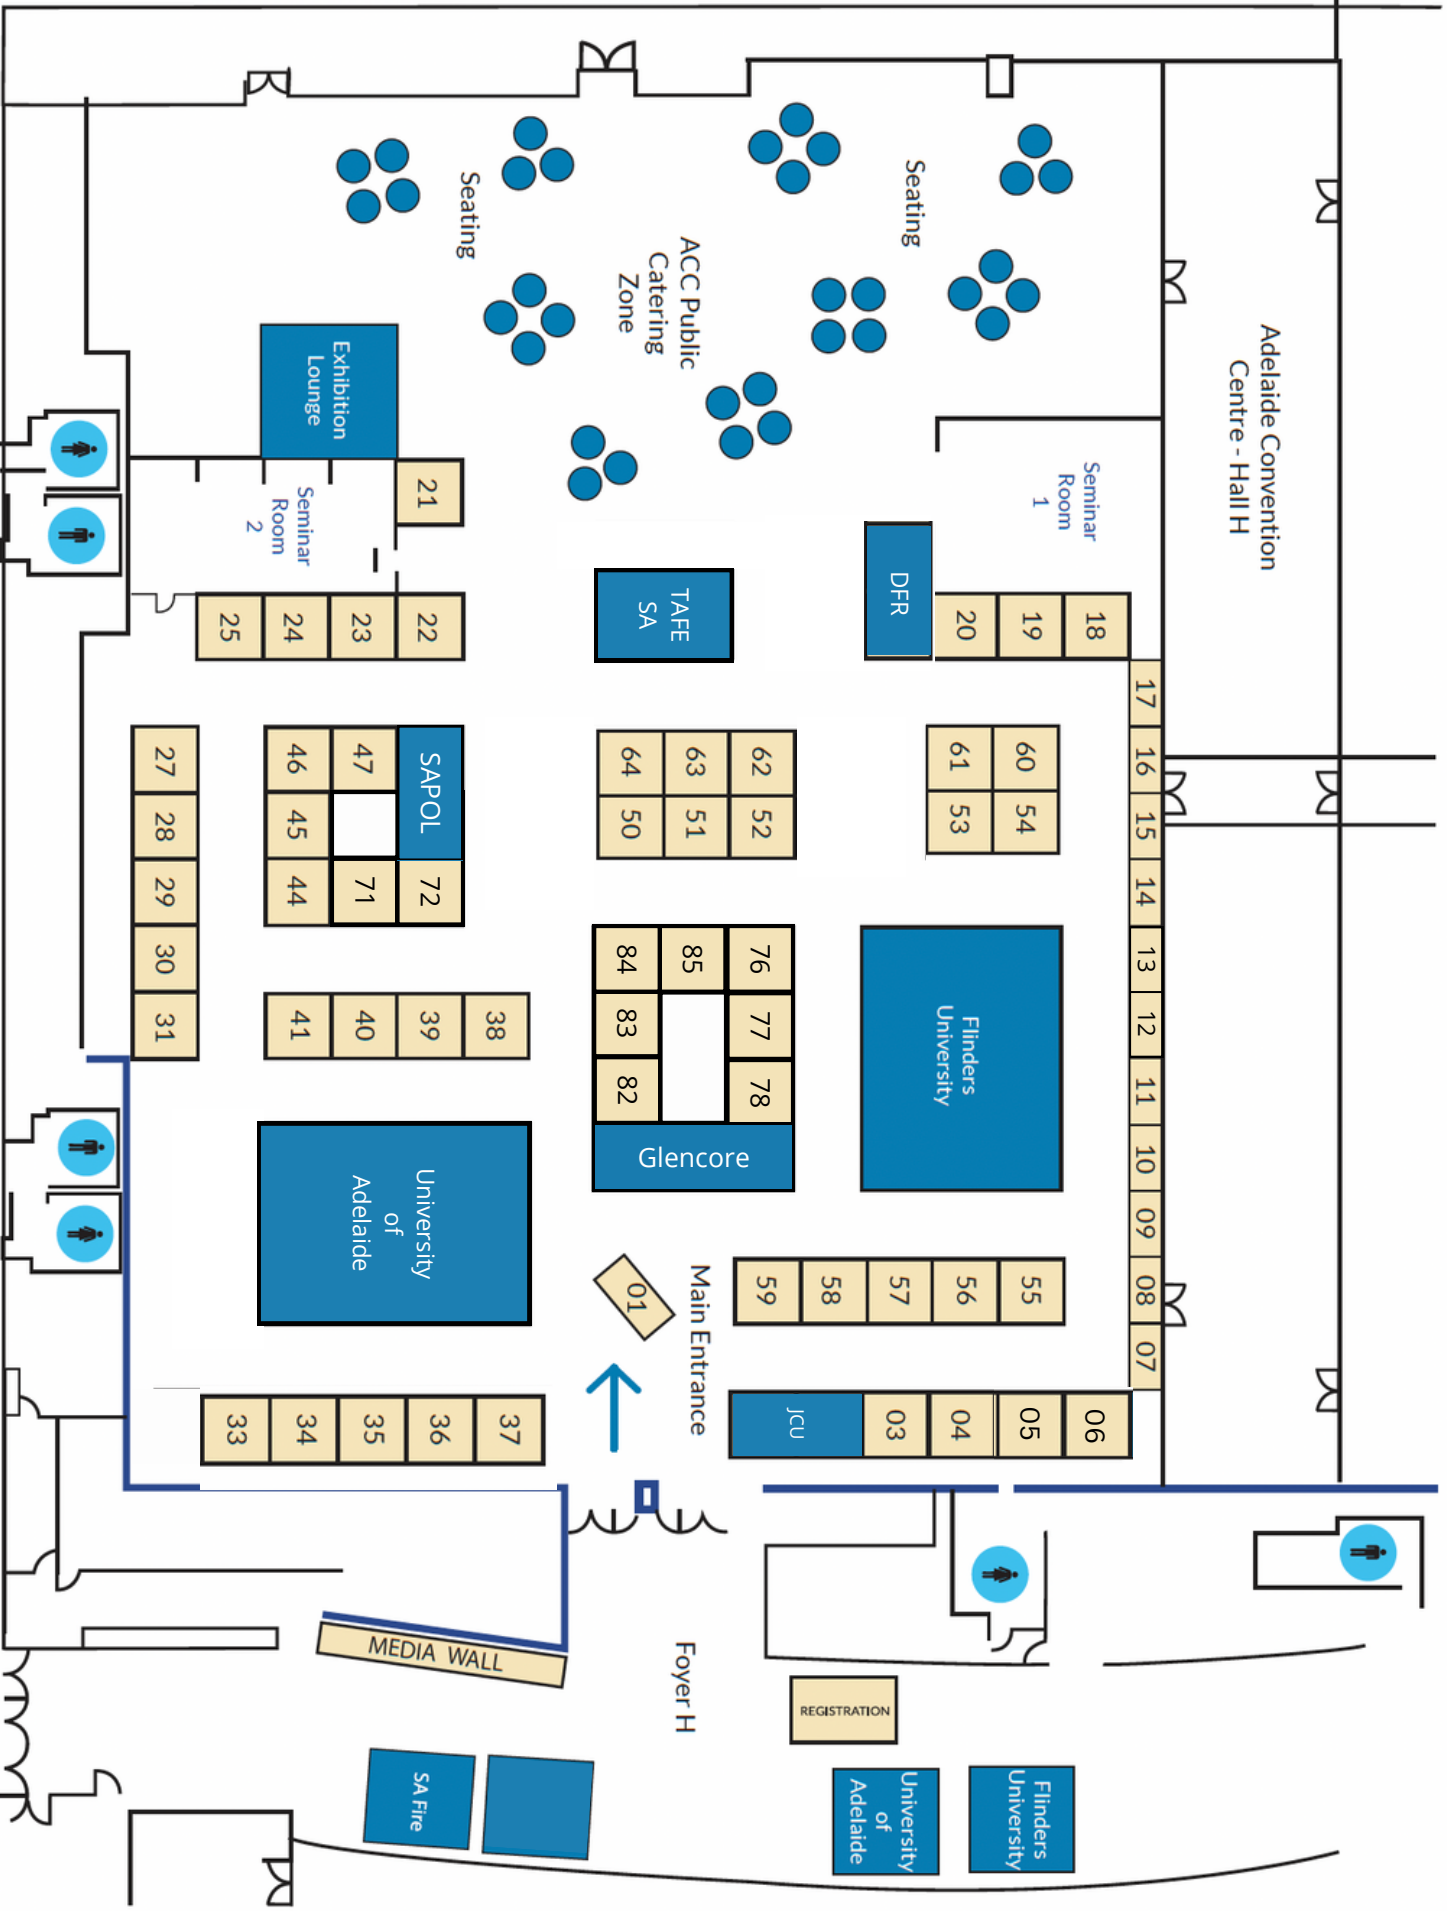 Seating
Seating
ACC Public
Catering
Zone
Adelaide Convention
Centre - Hall H
Exhibition
Lounge
21
Seminar
Room
2
Seminar
Room
1
25
24
23
22
TAFE
SA
DFR
20
19
18
17
27
46
47
SAPOL
64
63
62
61
60
16
28
45
50
51
52
53
54
15
29
44
71
72
14
30
84
85
76
13
31
41
40
39
38
83
77
Flinders
University
12
82
78
11
Glencore
10
University
of
Adelaide
09
01
Main Entrance
59
58
57
56
55
08
07
33
34
35
36
37
JCU
03
04
05
06
MEDIA WALL
Foyer H
REGISTRATION
SA Fire
University
of
Adelaide
Flinders
University